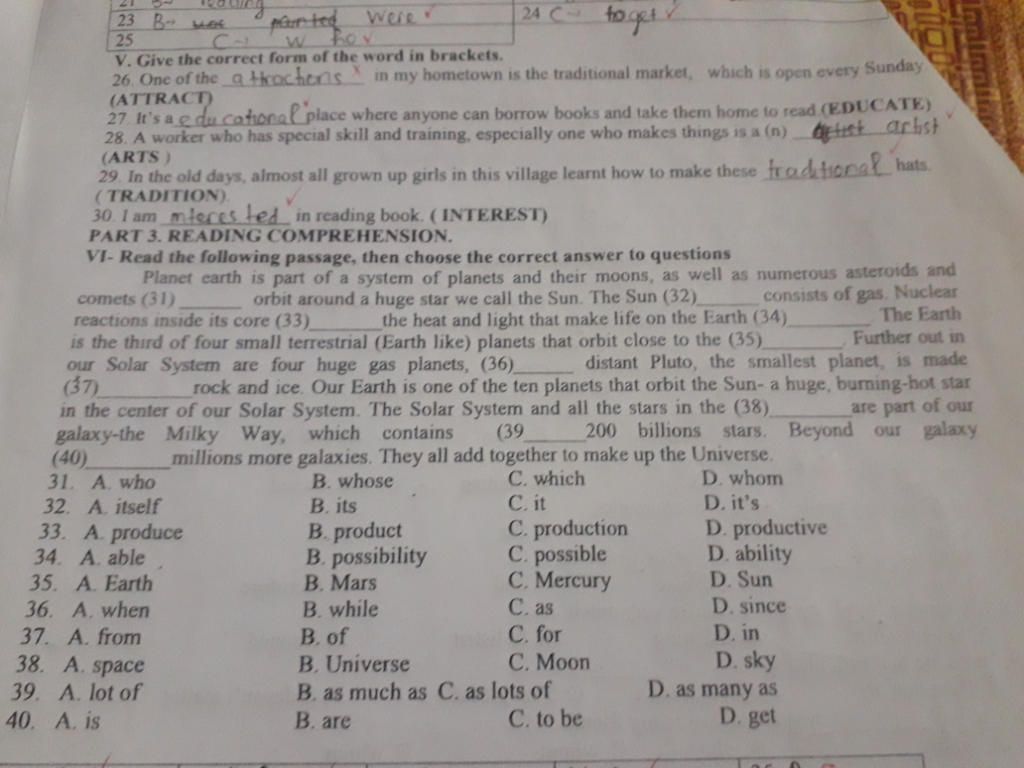 23 B painted were
24 C to get
25 C who
V. Give the correct form of the word in brackets.
26. One of the attractions in my hometown is the traditional market, which is open every Sunday
(ATTRACT)
27. It's a educational place where anyone can borrow books and take them home to read.(EDUCATE)
28. A worker who has special skill and training, especially one who makes things is a (n) artist
(ARTS )
29. In the old days, almost all grown up girls in this village learnt how to make these traditional hats.
( TRADITION).
30. I am interested in reading book. ( INTEREST)
PART 3. READING COMPREHENSION.
VI- Read the following passage, then choose the correct answer to questions
Planet earth is part of a system of planets and their moons, as well as numerous asteroids and
comets (31) ______ orbit around a huge star we call the Sun. The Sun (32)______ consists of gas. Nuclear
reactions inside its core (33)______ the heat and light that make life on the Earth (34)______ The Earth
is the third of four small terrestrial (Earth like) planets that orbit close to the (35)______. Further out in
our Solar System are four huge gas planets, (36)______ distant Pluto, the smallest planet, is made
(37)______ rock and ice. Our Earth is one of the ten planets that orbit the Sun- a huge, burning-hot star
in the center of our Solar System. The Solar System and all the stars in the (38)______ are part of our
galaxy-the Milky Way, which contains (39______ 200 billions stars. Beyond our galaxy
(40)______ millions more galaxies. They all add together to make up the Universe.
31. A. who B. whose C. which D. whom
32. A. itself B. its C. it D. it's
33. A. produce B. product C. production D. productive
34. A. able B. possibility C. possible D. ability
35. A. Earth B. Mars C. Mercury D. Sun
36. A. when B. while C. as D. since
37. A. from B. of C. for D. in
38. A. space B. Universe C. Moon D. sky
39. A. lot of B. as much as C. as lots of D. as many as
40. A. is B. are C. to be D. get